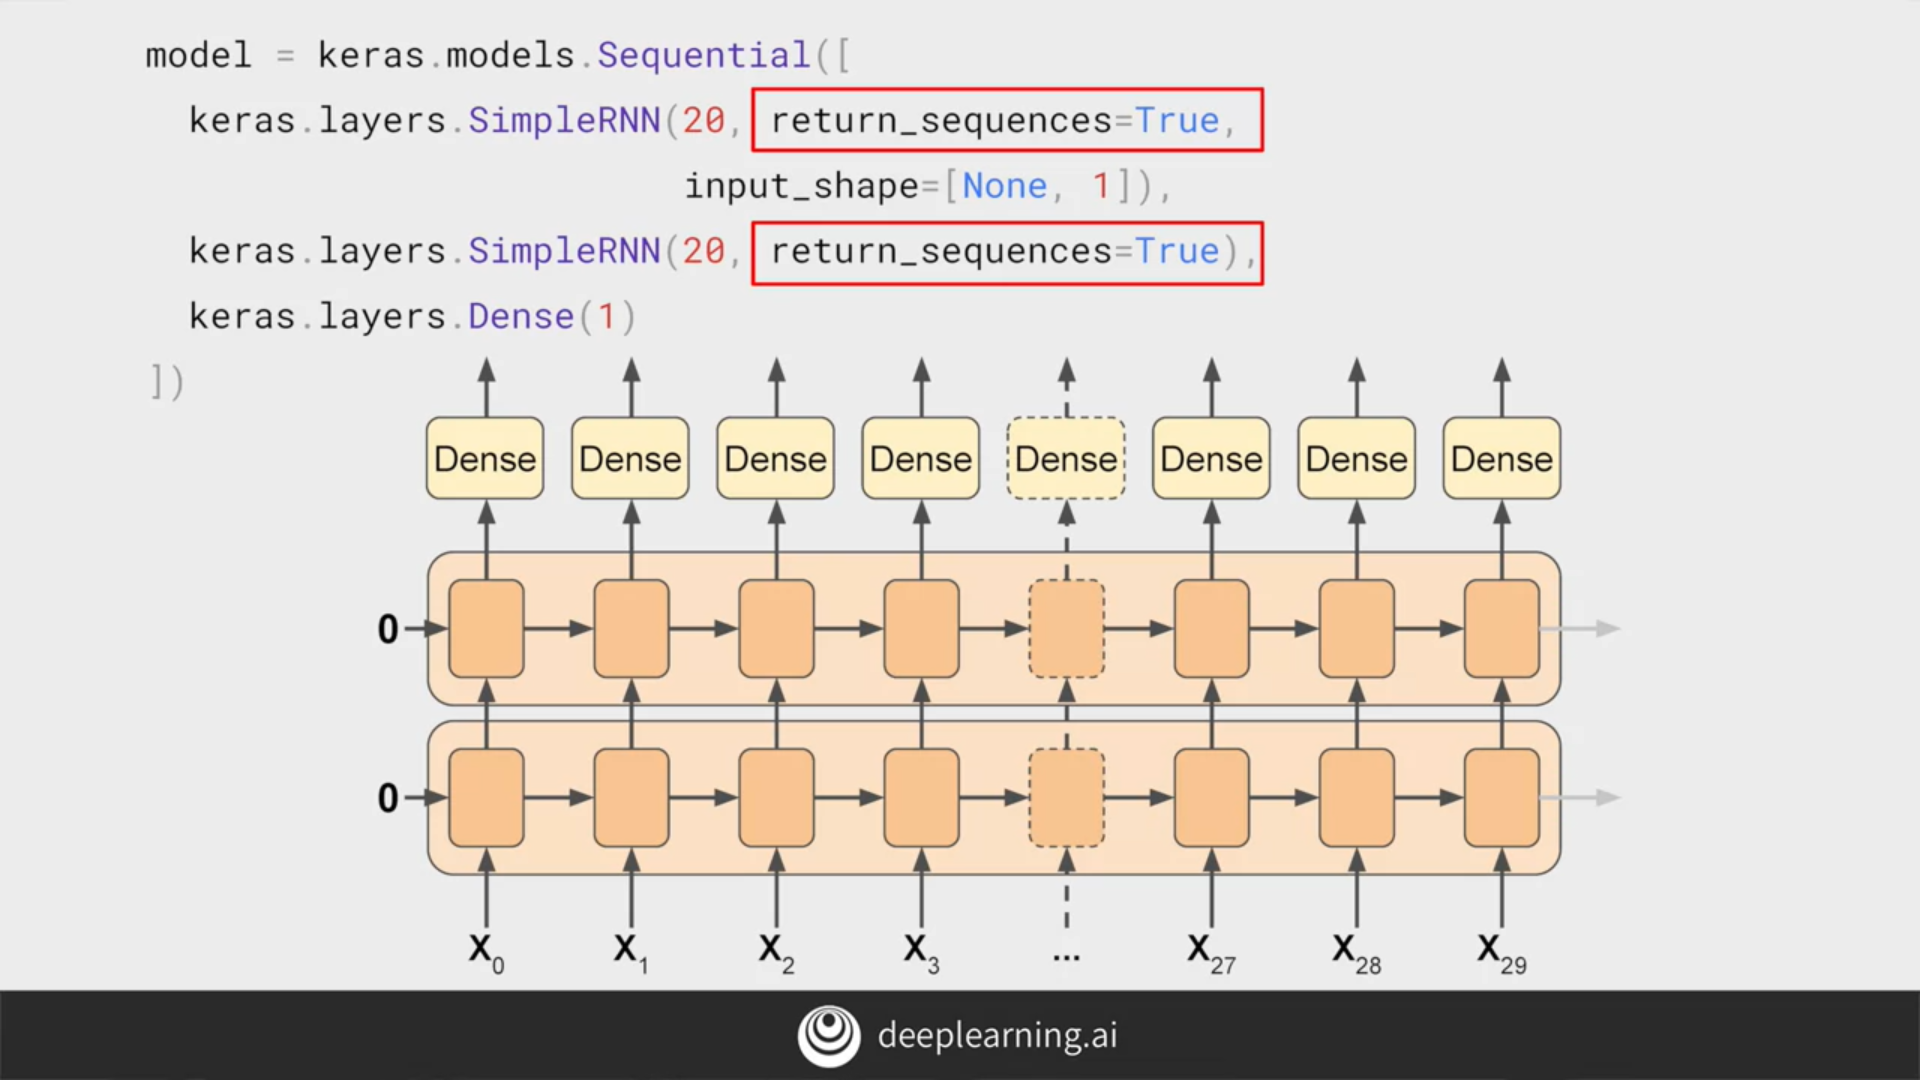 model = keras.models.Sequential([
keras.layers.SimpleRNN(20, return_sequences=True,
input_shape=[None, 1]),
keras.layers.SimpleRNN(20, return_sequences=True),
keras.layers.Dense(1)
])
Dense Dense Dense Dense Dense Dense Dense Dense
0
0
X0 X1 X2 X3 ... X27 X28 X29
deeplearning.ai